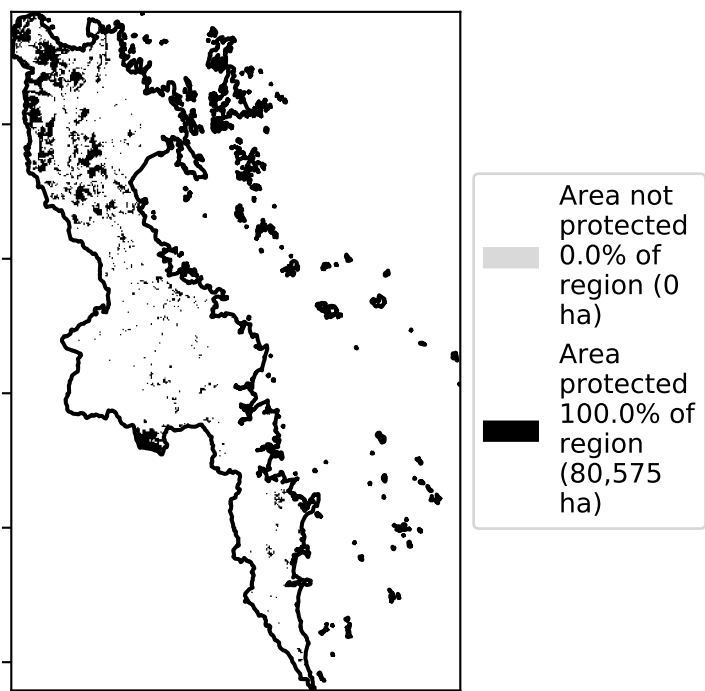 Area not
protected
0.0% of
region (0
ha)
Area
protected
100.0% of
region
(80,575
ha)